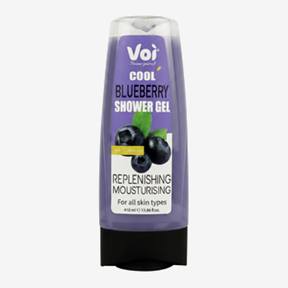 Voi
COOL
BLUEBERRY
SHOWER GEL
REPLENISHING
MOUSTURISING
For all skin types